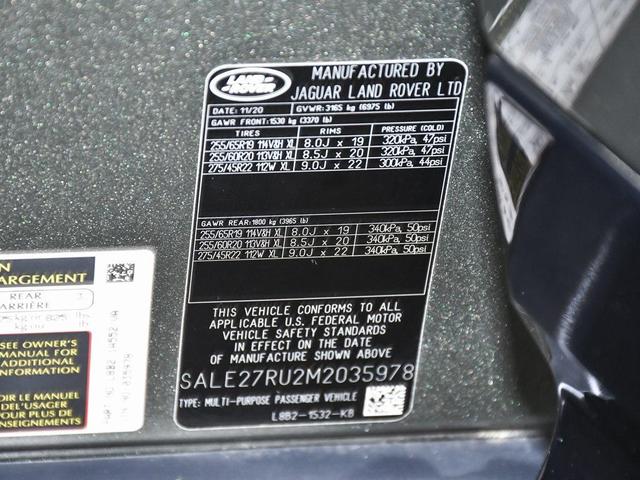 LAND ROVER
MANUFACTURED BY
JAGUAR LAND ROVER LTD
DATE: 11/20 GVWR: 3165 kg (6975 lb)
GAWR FRONT:1530 kg (3370 lb)
TIRES RIMS PRESSURE (COLD)
255/65R19 114V&H XL 8.0J x 19 320kPa, 47psi
255/60R20 113V&H XL 8.5J x 20 320kPa, 47psi
275/45R22 112W XL 9.0J x 22 300kPa, 44psi
GAWR REAR:1800 kg (3965 lb)
255/65R19 114V&H XL 8.0J x 19 340kPa, 50psi
255/60R20 113V&H XL 8.5J x 20 340kPa, 50psi
275/45R22 112W XL 9.0J x 22 340kPa, 50psi
THIS VEHICLE CONFORMS TO ALL
APPLICABLE U.S. FEDERAL MOTOR
VEHICLE SAFETY STANDARDS
IN EFFECT ON THE DATE
OF MANUFACTURE SHOWN ABOVE
SALE27RU2M2035978
TYPE: MULTI-PURPOSE PASSENGER VEHICLE
L8B2-1532-KB
ARGEMENT
REAR 3
ARRIÈRE
SEE OWNER'S
MANUAL FOR
ADDITIONAL
INFORMATION
OIR LE MANUEL
DEL'USAGER
POUR PLUS DE